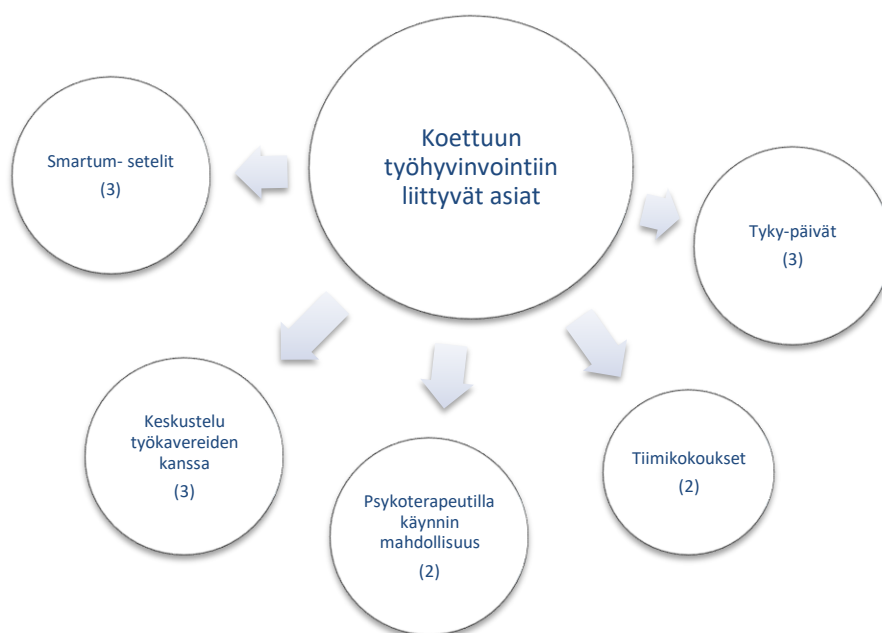 Koettuun
työhyvinvointiin
liittyvät asiat
Smartum- setelit
(3)
Tyky-päivät
(3)
Keskustelu
työkavereiden
kanssa
(3)
Psykoterapeutilla
käynnin
mahdollisuus
(2)
Tiimikokoukset
(2)